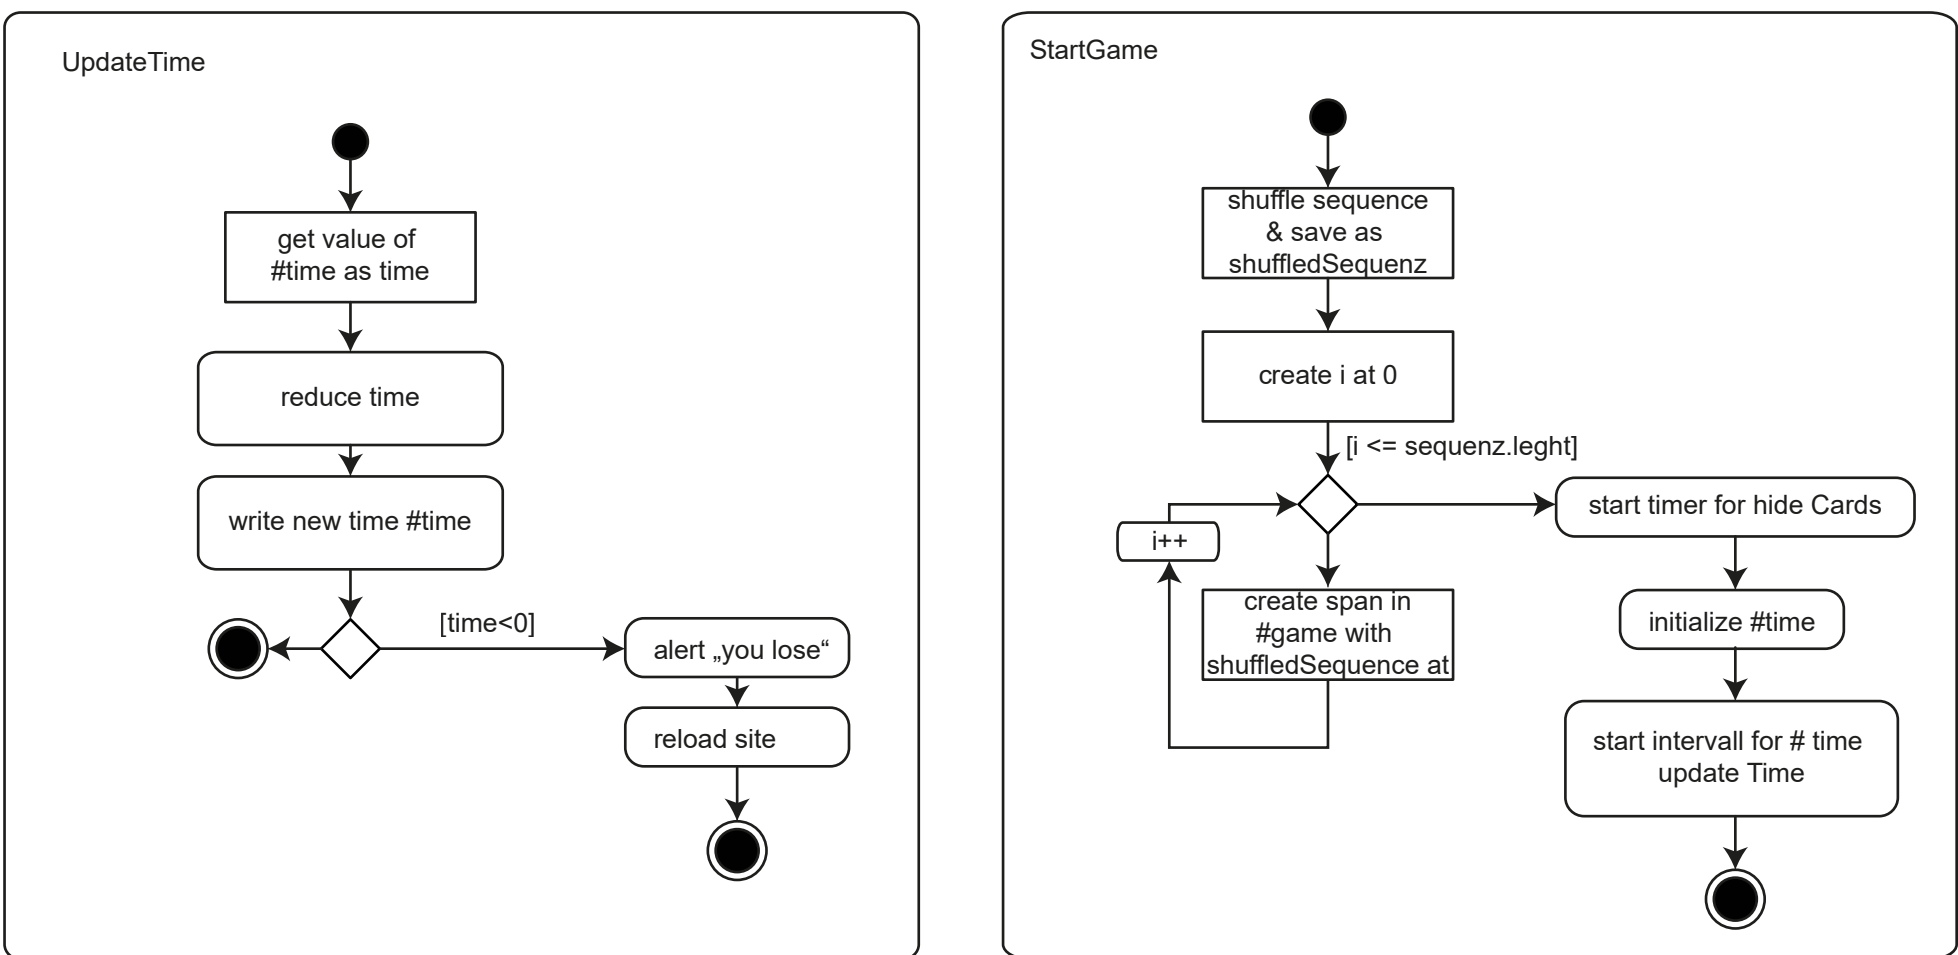 UpdateTime
get value of
#time as time
reduce time
write new time #time
[time<0]
alert „you lose“
reload site
StartGame
shuffle sequence
& save as
shuffledSequenz
create i at 0
[i <= sequenz.leght]
start timer for hide Cards
i++
create span in
#game with
shuffledSequence at
initialize #time
start intervall for # time
update Time